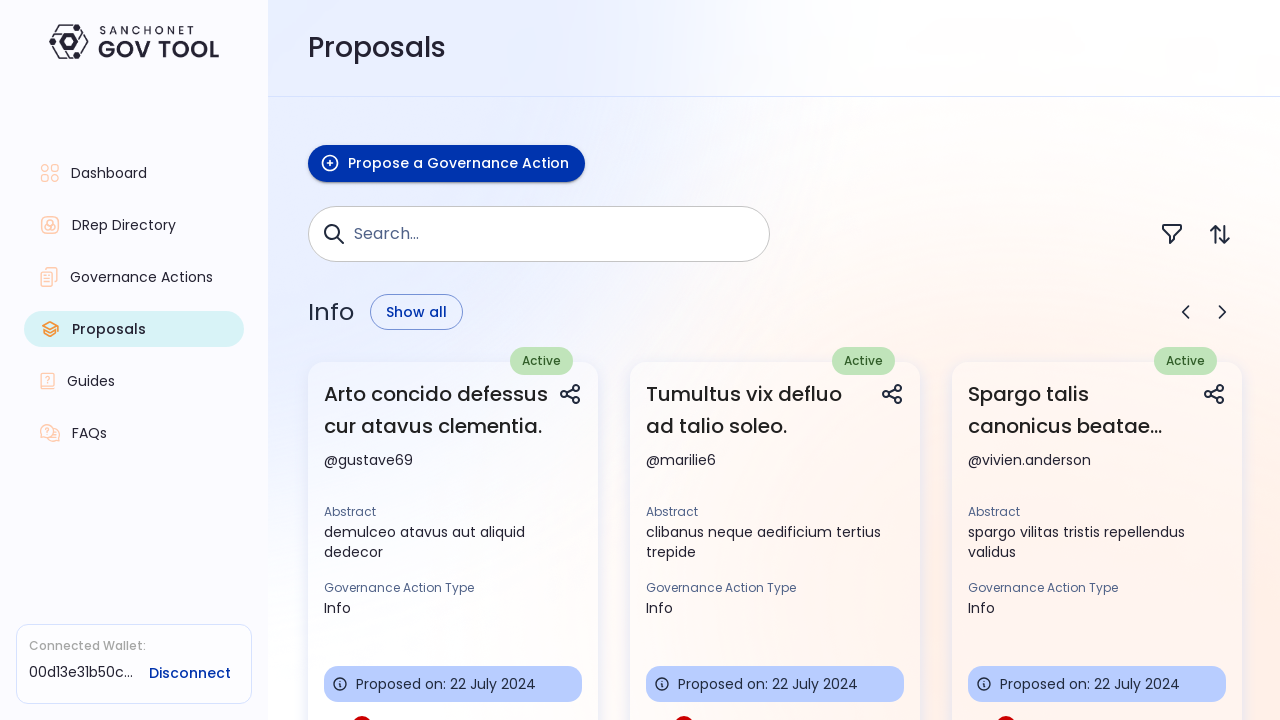 SANCHONET
GOV TOOL
Dashboard
DRep Directory
Governance Actions
Proposals
Guides
FAQs
Connected Wallet:
00d13e31b50c...
Disconnect
Proposals
Propose a Governance Action
Search...
Info
Show all
Active
Arto concido defessus
cur atavus clementia.
@gustave69
Abstract
demulceo atavus aut aliquid
dedecor
Governance Action Type
Info
Proposed on: 22 July 2024
Active
Tumultus vix defluo
ad talio soleo.
@marilie6
Abstract
clibanus neque aedificium tertius
trepide
Governance Action Type
Info
Proposed on: 22 July 2024
Active
Spargo talis
canonicus beatae...
@vivien.anderson
Abstract
spargo vilitas tristis repellendus
validus
Governance Action Type
Info
Proposed on: 22 July 2024